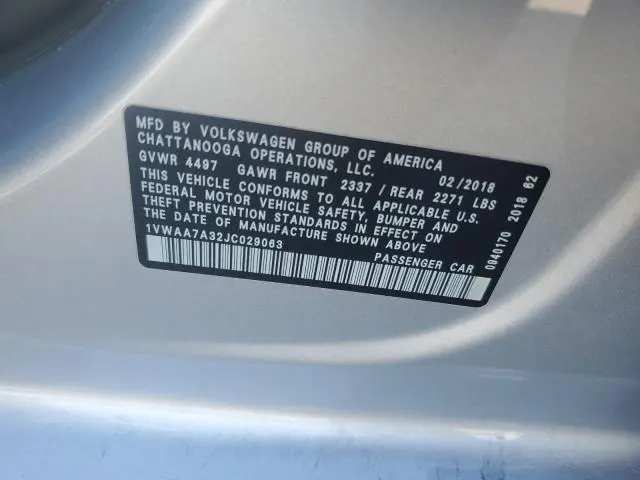 MFD BY VOLKSWAGEN GROUP OF AMERICA
CHATTANOOGA OPERATIONS, LLC. 02/2018
GVWR 4497 GAWR FRONT 2337 / REAR 2271 LBS
THIS VEHICLE CONFORMS TO ALL APPLICABLE U.S.
FEDERAL MOTOR VEHICLE SAFETY, BUMPER AND
THEFT PREVENTION STANDARDS IN EFFECT ON
THE DATE OF MANUFACTURE SHOWN ABOVE
1VWAA7A32JC029063
PASSENGER CAR
0940170 2018 62